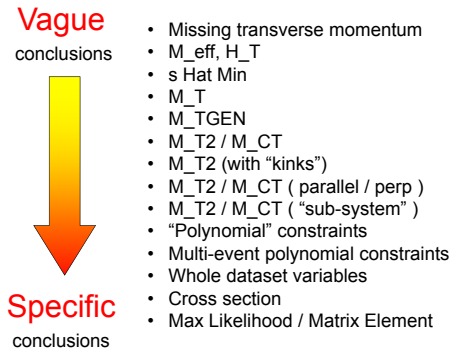 Vague
conclusions
• Missing transverse momentum
• M_eff, H_T
• s Hat Min
• M_T
• M_TGEN
• M_T2 / M_CT
• M_T2 (with “kinks”)
• M_T2 / M_CT ( parallel / perp )
• M_T2 / M_CT ( “sub-system” )
• “Polynomial” constraints
• Multi-event polynomial constraints
• Whole dataset variables
• Cross section
• Max Likelihood / Matrix Element
Specific
conclusions